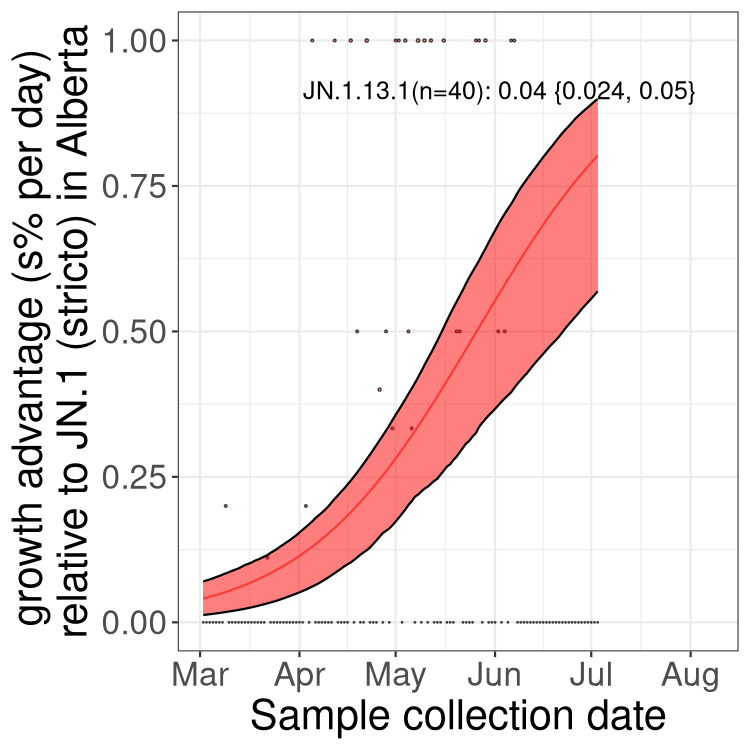 growth advantage (s% per day)
relative to JN.1 (stricto) in Alberta
1.00
0.75
0.50
0.25
0.00
JN.1.13.1(n=40): 0.04 {0.024, 0.05}
Mar Apr May Jun Jul Aug
Sample collection date